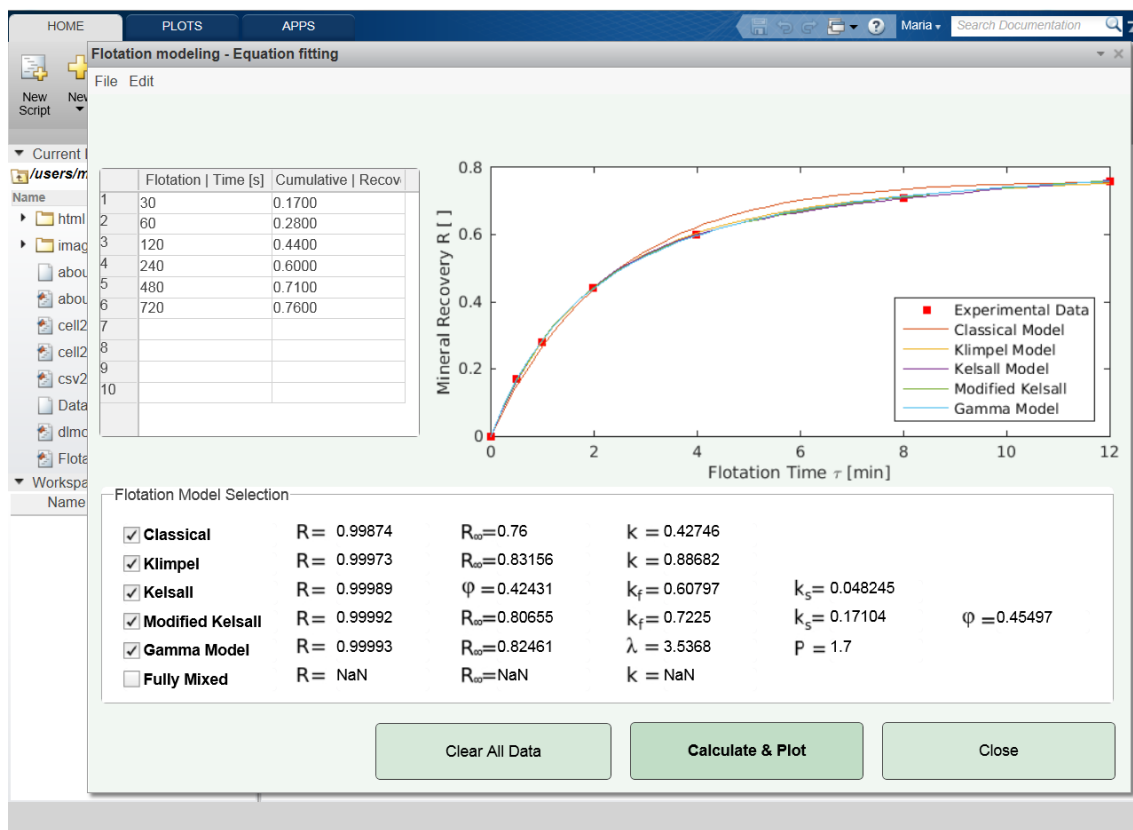 HOME PLOTS APPS Maria Search Documentation
Flotation modeling - Equation fitting
File Edit
New Script
New
Current
/users/m
Name
html
imag
abou
abou
cell2
cell2
csv2
Data
dlmc
Flota
Workspa
Name
Flotation | Time [s] Cumulative | Recov
1 30 0.1700
2 60 0.2800
3 120 0.4400
4 240 0.6000
5 480 0.7100
6 720 0.7600
7
8
9
10
Mineral Recovery R [ ]
0.8
0.6
0.4
0.2
0
0 2 4 6 8 10 12
Flotation Time τ [min]
Experimental Data
Classical Model
Klimpel Model
Kelsall Model
Modified Kelsall
Gamma Model
Flotation Model Selection
Classical R= 0.99874 R∞=0.76 k = 0.42746
Klimpel R= 0.99973 R∞=0.83156 k = 0.88682
Kelsall R= 0.99989 φ =0.42431 kf= 0.60797 ks= 0.048245
Modified Kelsall R= 0.99992 R∞=0.80655 kf= 0.7225 ks= 0.17104 φ =0.45497
Gamma Model R= 0.99993 R∞=0.82461 λ = 3.5368 P = 1.7
Fully Mixed R= NaN R∞=NaN k = NaN
Clear All Data Calculate & Plot Close